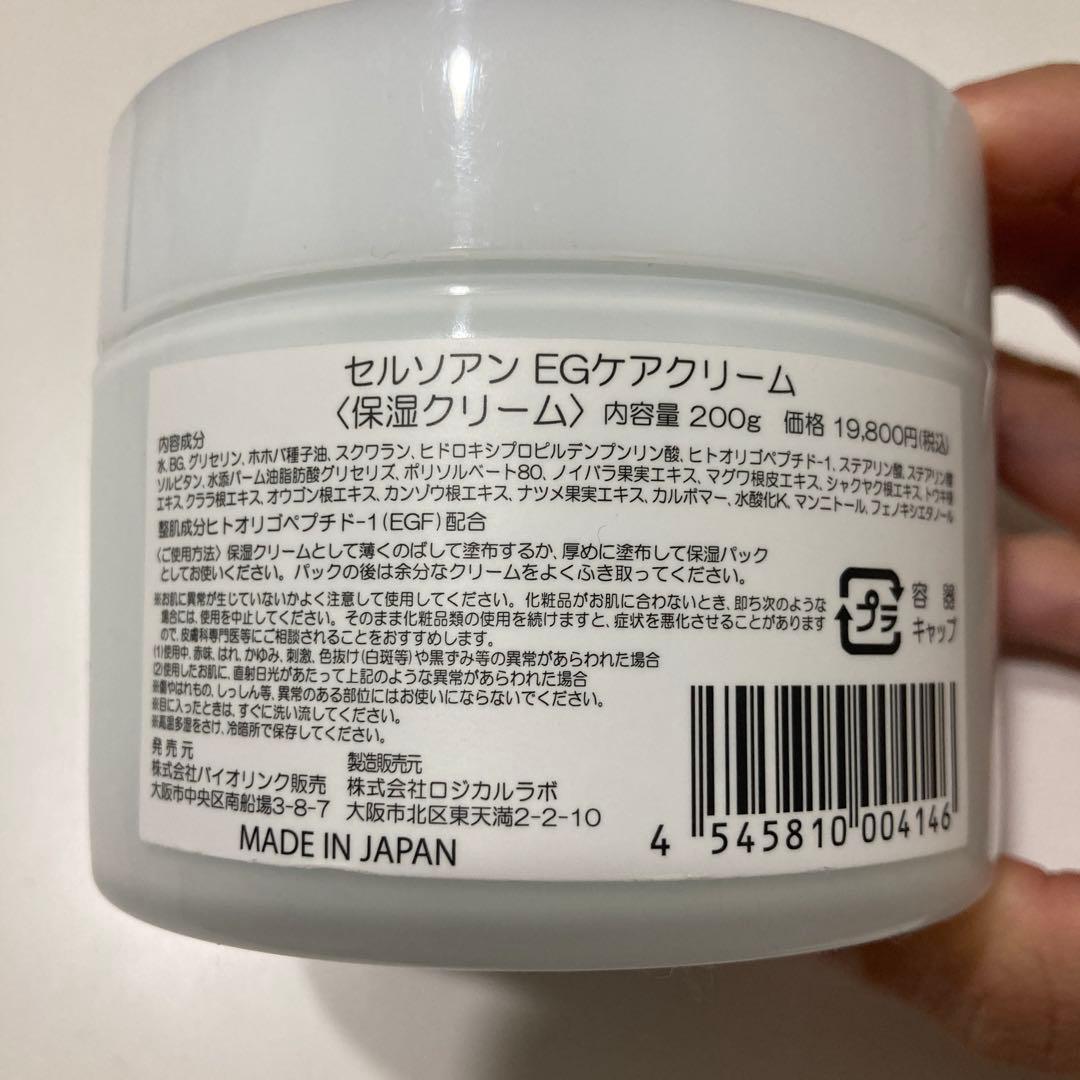 セルソアン EGケアクリーム
〈保湿クリーム〉 内容量 200g 価格 19,800円(税込)
内容成分
水、BG、グリセリン、ホホバ種子油、スクワラン、ヒドロキシプロピルデンプンリン酸、ヒトオリゴペプチド-1、ステアリン酸、ステアリン酸
ソルビタン、水添パーム油脂肪酸グリセリズ、ポリソルベート80、ノイバラ果実エキス、マグワ根皮エキス、シャクヤク根エキス、トウキ根
エキス、クララ根エキス、オウゴン根エキス、カンゾウ根エキス、ナツメ果実エキス、カルボマー、水酸化K、マンニトール、フェノキシエタノール
整肌成分ヒトオリゴペプチド-1(EGF)配合
〈ご使用方法〉保湿クリームとして薄くのばして塗布するか、厚めに塗布して保湿パック
としてお使いください。パックの後は余分なクリームをよくふき取ってください。
※お肌に異常が生じていないかよく注意して使用してください。化粧品がお肌に合わないとき、即ち次のような
場合には、使用を中止してください。そのまま化粧品類の使用を続けますと、症状を悪化させることがあります
ので、皮膚科専門医等にご相談されることをおすすめします。
(1)使用中、赤味、はれ、かゆみ、刺激、色抜け(白斑等)や黒ずみ等の異常があらわれた場合
(2)使用したお肌に、直射日光があたって上記のような異常があらわれた場合
※傷やはれもの、しっしん等、異常のある部位にはお使いにならないでください。
※目に入ったときは、すぐに洗い流してください。
※高温多湿をさけ、冷暗所で保存してください。
プラ
容器
キャップ
発売元
株式会社バイオリンク販売
大阪市中央区南船場3-8-7
製造販売元
株式会社ロジカルラボ
大阪市北区東天満2-2-10
MADE IN JAPAN
4 545810 004146